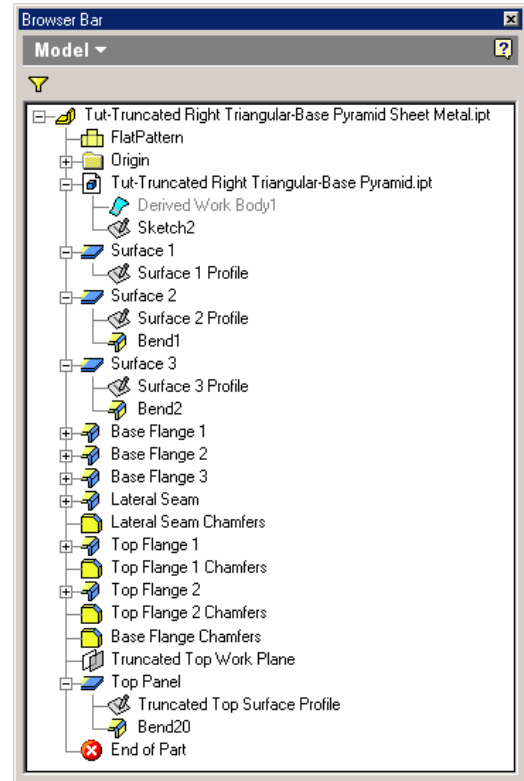 Browser Bar
Model
Tut-Truncated Right Triangular-Base Pyramid Sheet Metal.ipt
FlatPattern
Origin
Tut-Truncated Right Triangular-Base Pyramid.ipt
Derived Work Body1
Sketch2
Surface 1
Surface 1 Profile
Surface 2
Surface 2 Profile
Bend1
Surface 3
Surface 3 Profile
Bend2
Base Flange 1
Base Flange 2
Base Flange 3
Lateral Seam
Lateral Seam Chamfers
Top Flange 1
Top Flange 1 Chamfers
Top Flange 2
Top Flange 2 Chamfers
Base Flange Chamfers
Truncated Top Work Plane
Top Panel
Truncated Top Surface Profile
Bend20
End of Part